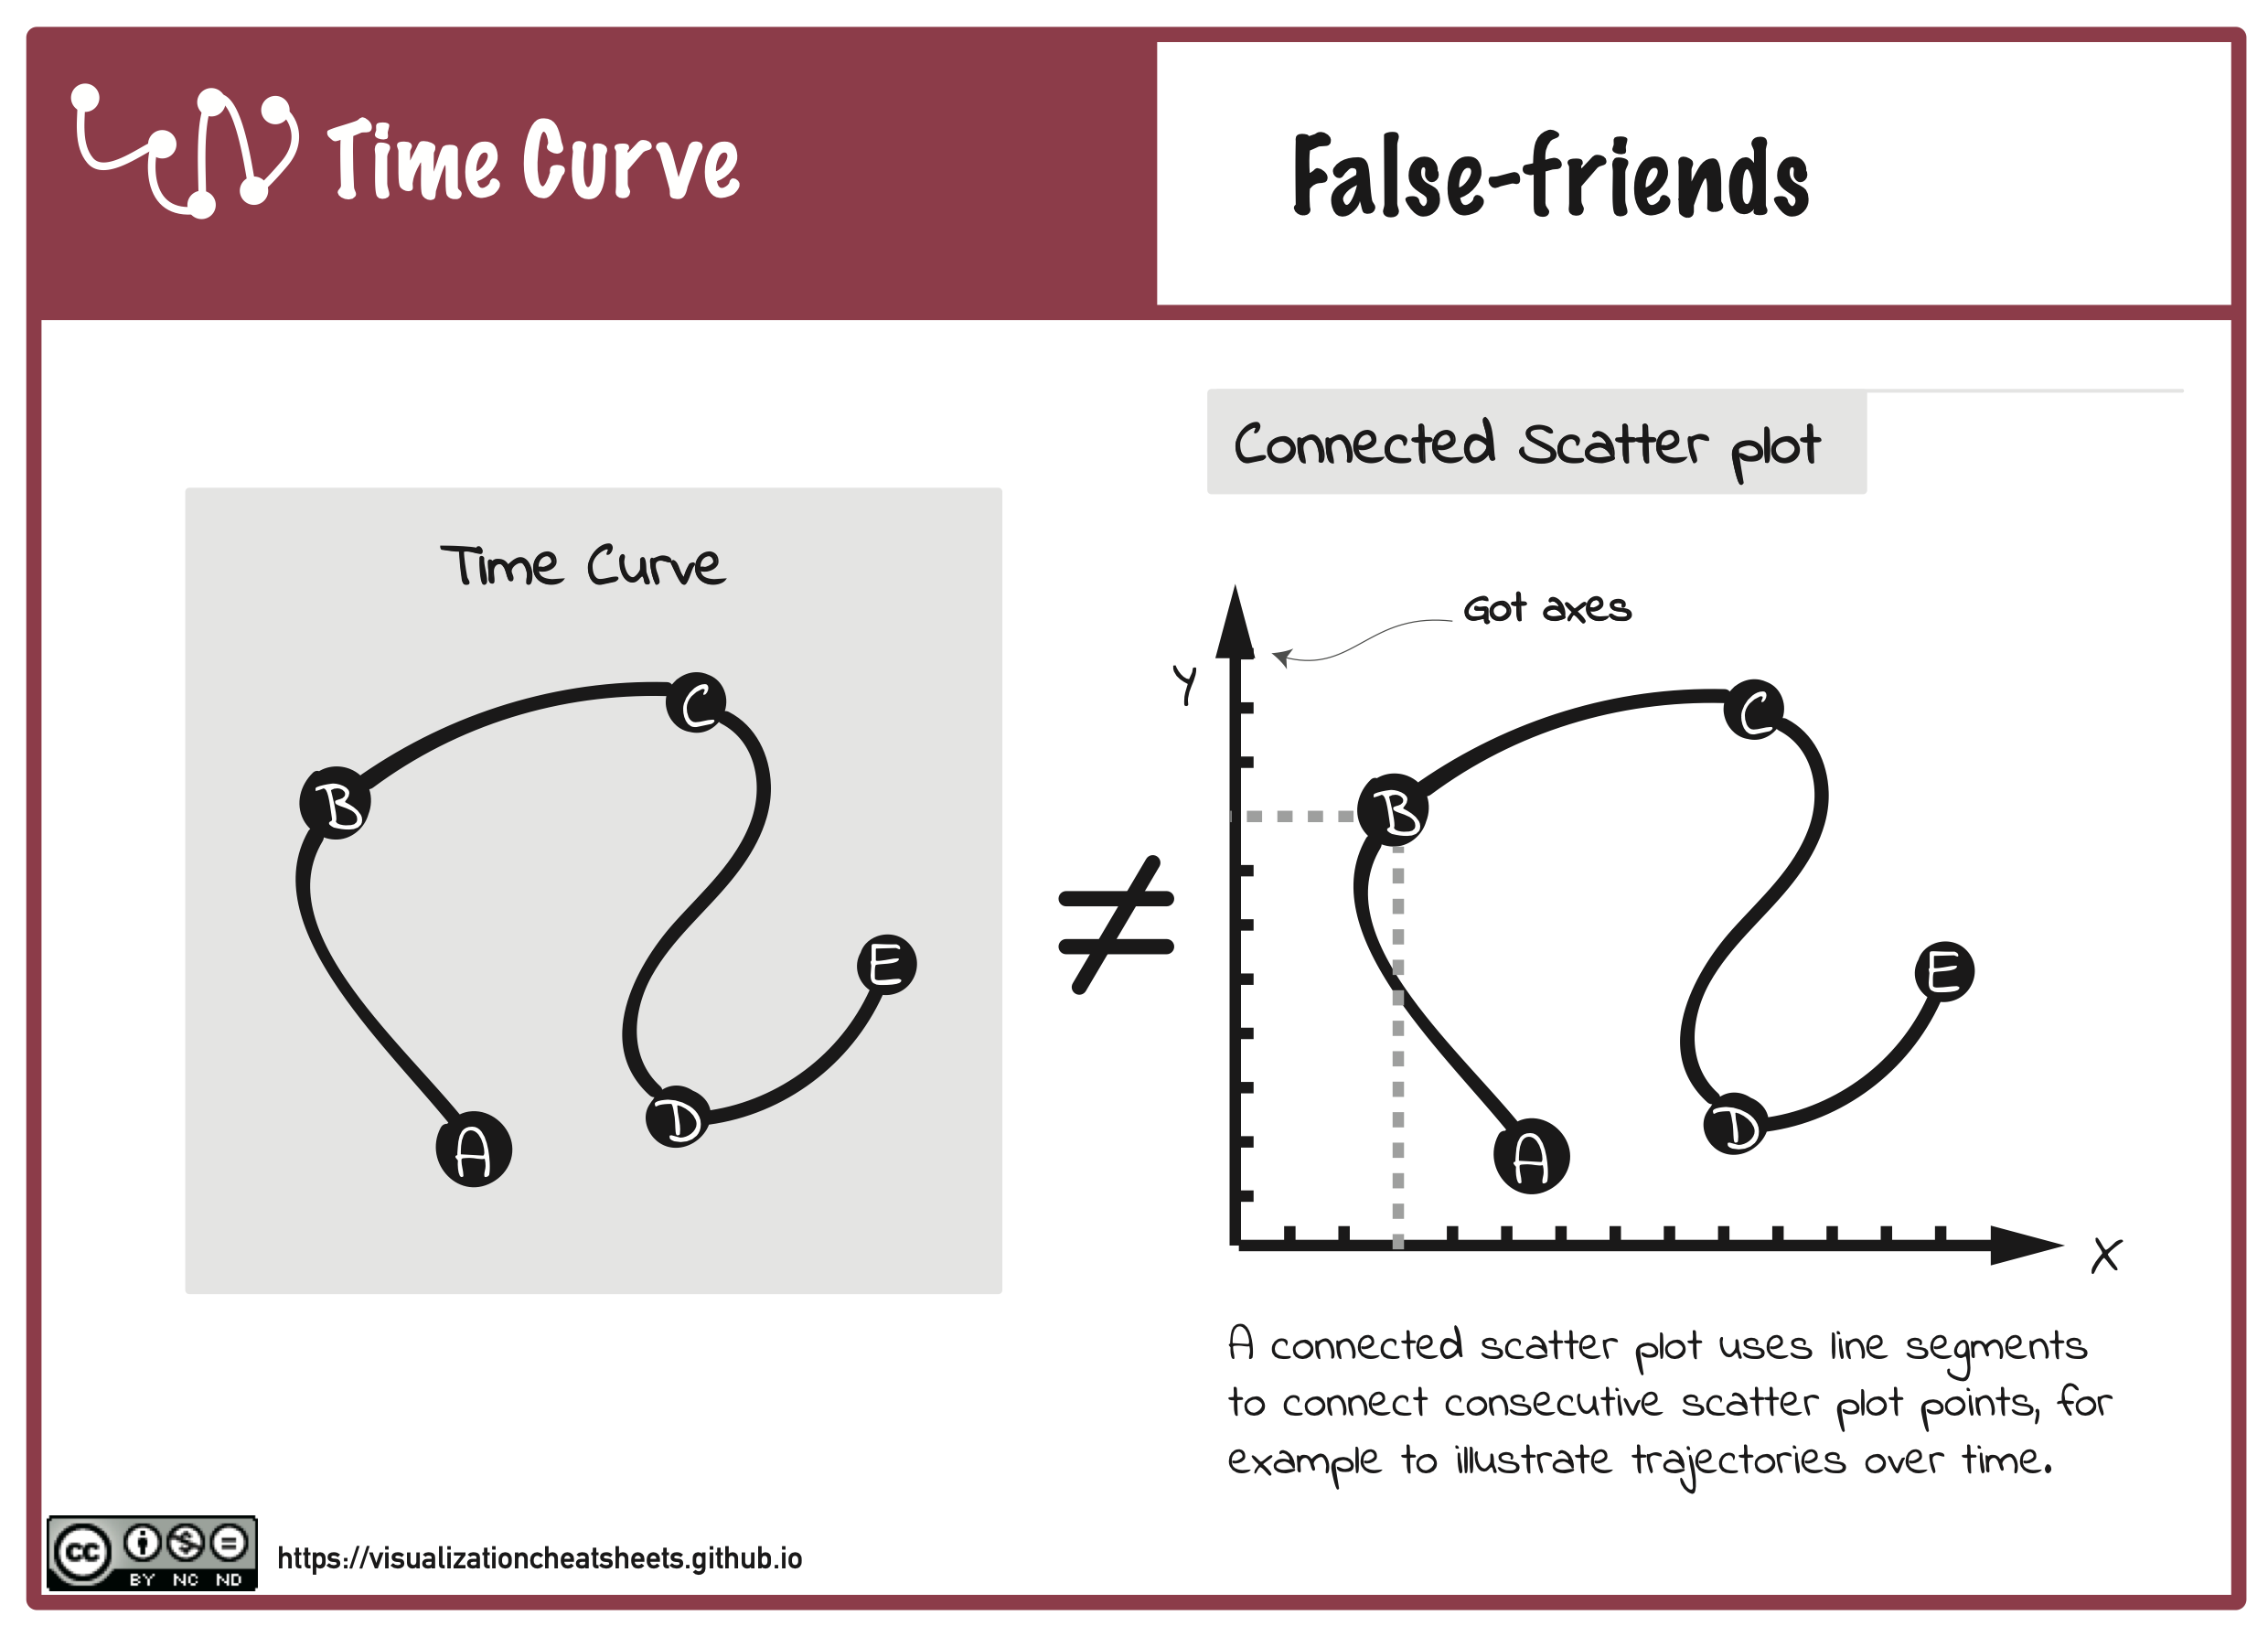 Time Curve
False-friends
Connected Scatter plot
Time Curve
Got axes
Y
C
B
E
D
A
≠
C
B
E
D
A
X
A connected scatter plot uses line segments
to connect consecutive scatter plot points, for
example to illustrate trajectories over time.
cc
BY NC ND
https://visualizationcheatsheets.github.io